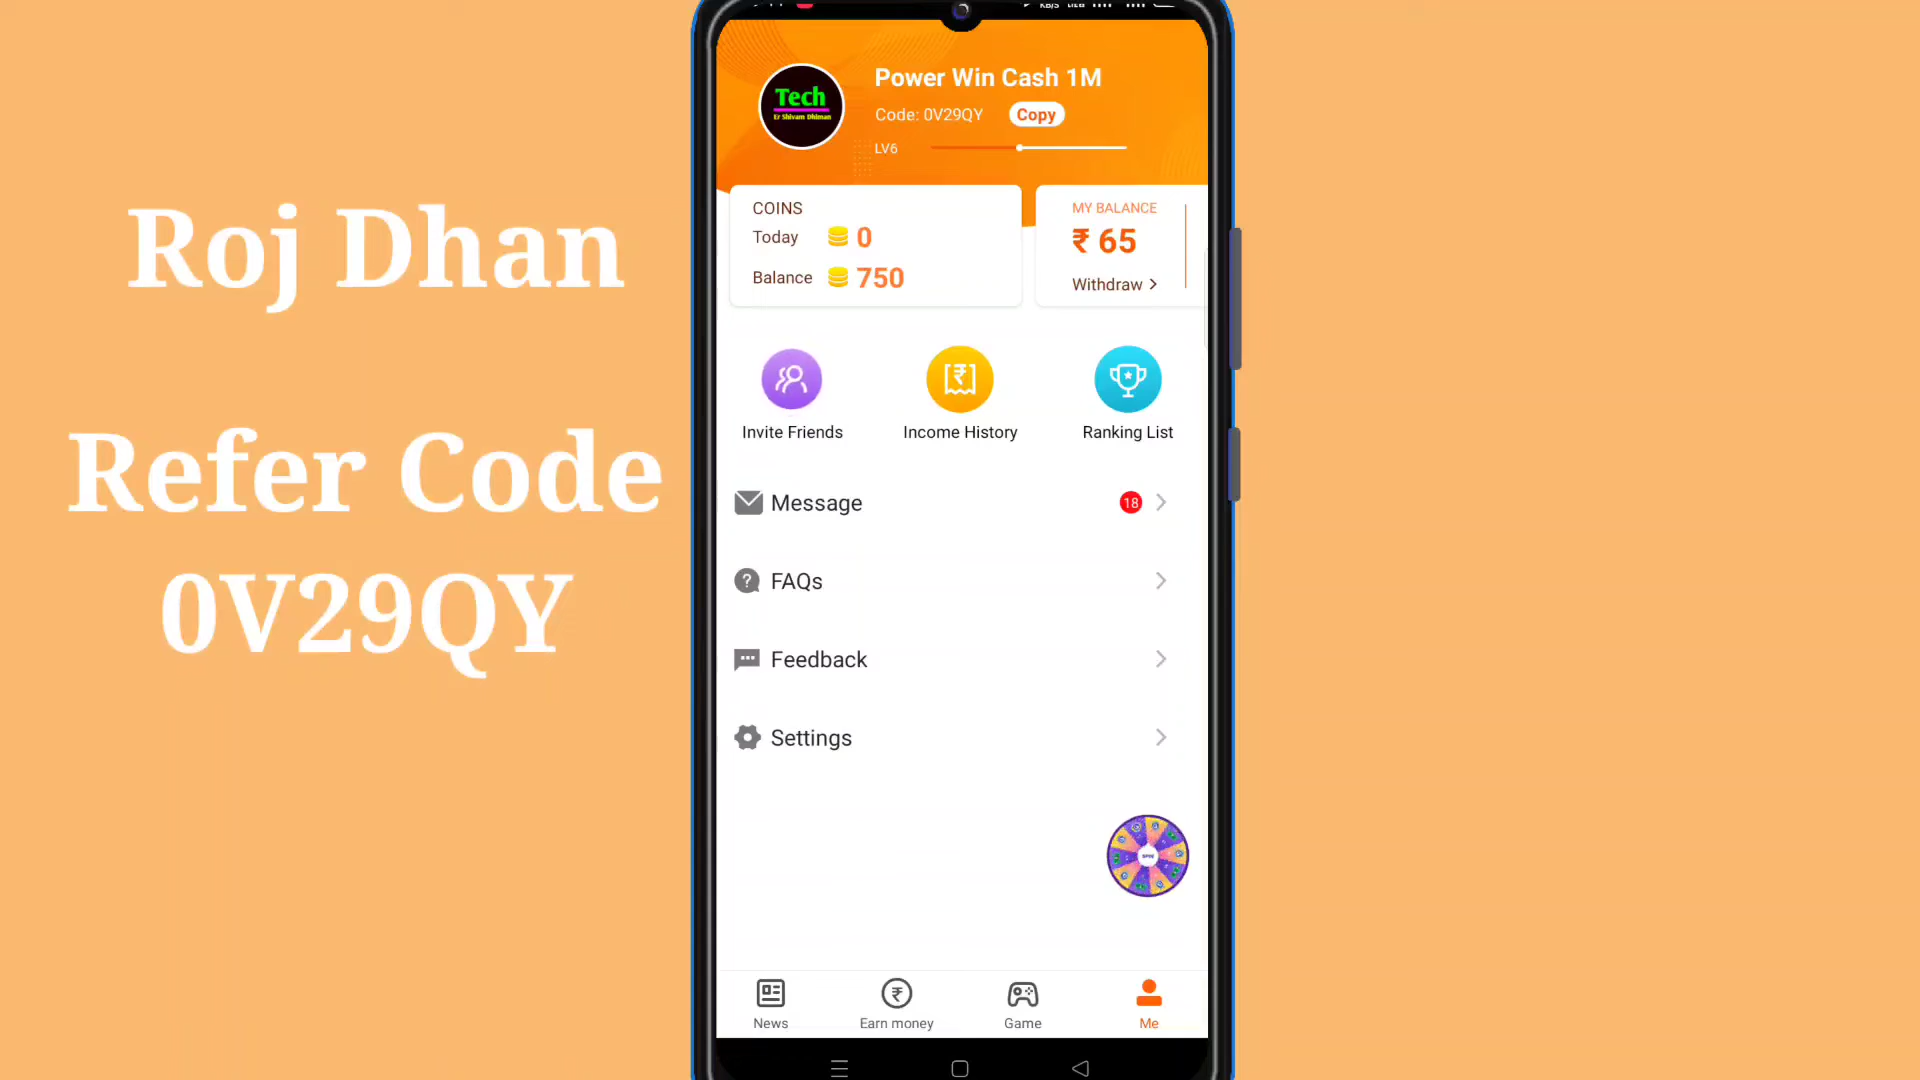 Roj Dhan
Refer Code
0V29QY
KB/S
Tech
Er Shivam Dhiman
Power Win Cash 1M
Code: 0V29QY
Copy
LV6
COINS
Today
0
Balance
750
MY BALANCE
₹ 65
Withdraw
Invite Friends
Income History
Ranking List
Message
18
FAQs
Feedback
Settings
SPIN
News
Earn money
Game
Me